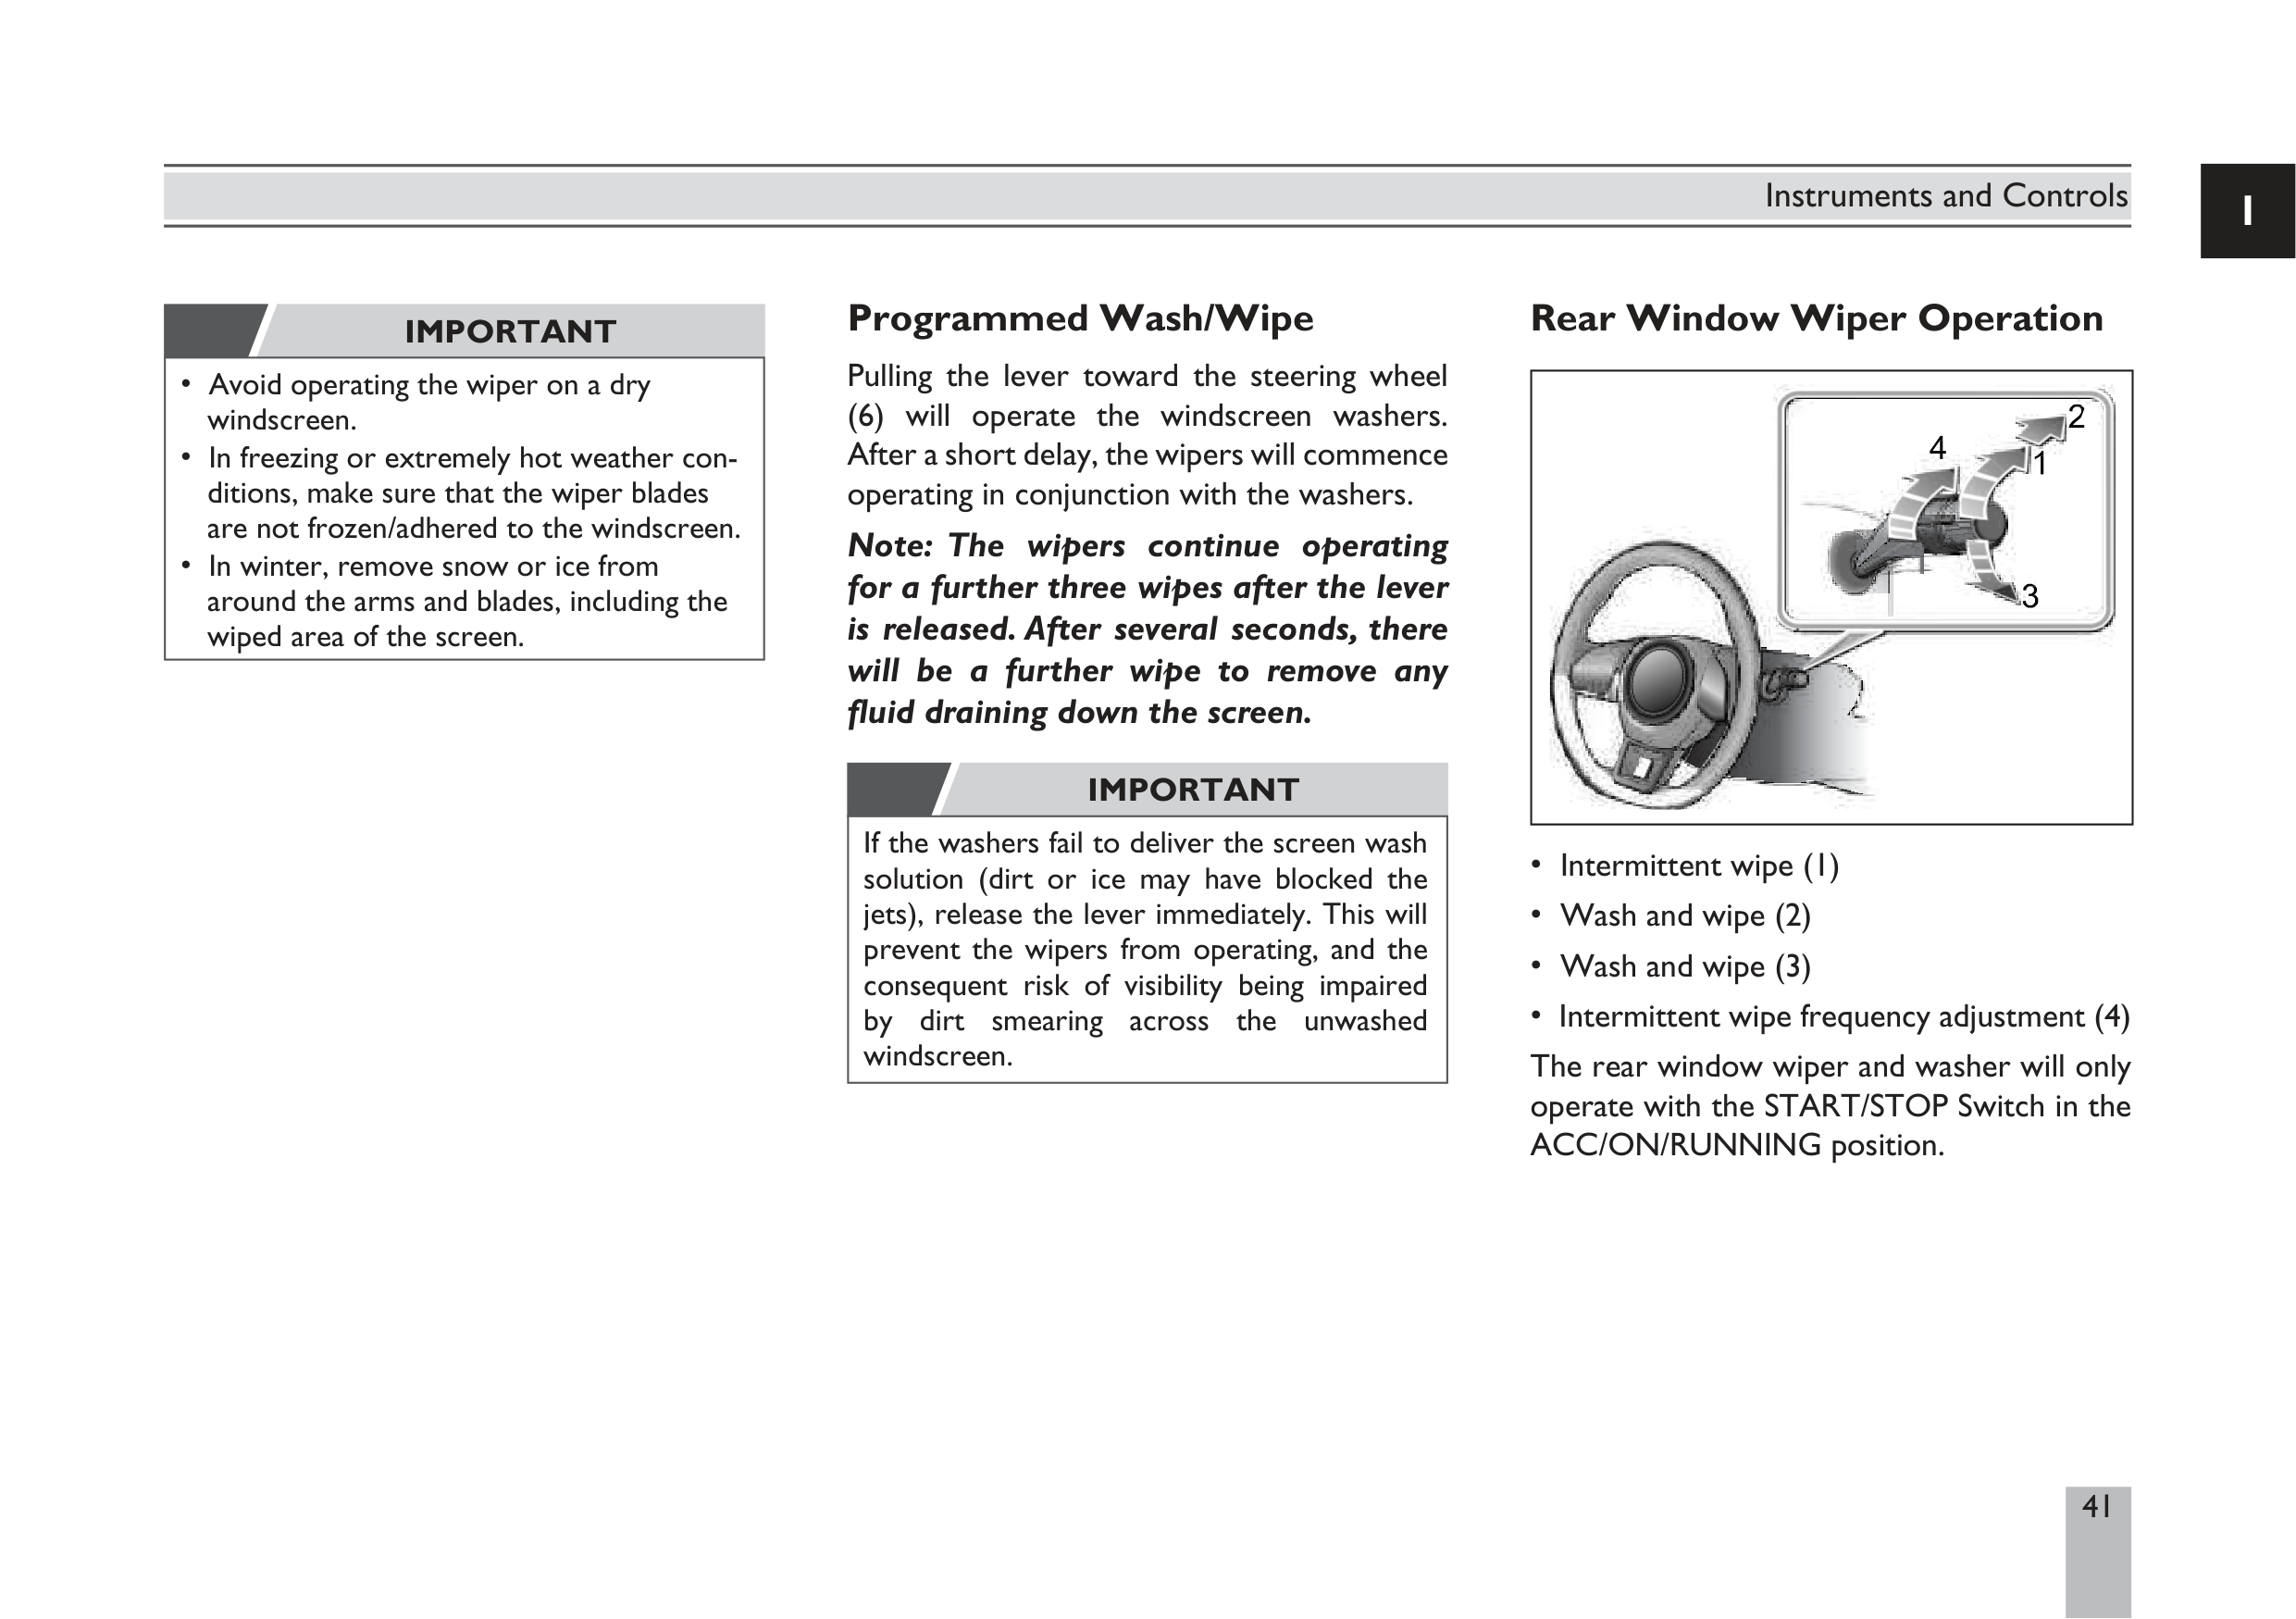 Instruments and Controls
1
IMPORTANT
• Avoid operating the wiper on a dry
windscreen.
• In freezing or extremely hot weather con-
ditions, make sure that the wiper blades
are not frozen/adhered to the windscreen.
• In winter, remove snow or ice from
around the arms and blades, including the
wiped area of the screen.
Programmed Wash/Wipe
Pulling the lever toward the steering wheel
(6) will operate the windscreen washers.
After a short delay, the wipers will commence
operating in conjunction with the washers.
Note: The wipers continue operating
for a further three wipes after the lever
is released. After several seconds, there
will be a further wipe to remove any
fluid draining down the screen.
IMPORTANT
If the washers fail to deliver the screen wash
solution (dirt or ice may have blocked the
jets), release the lever immediately. This will
prevent the wipers from operating, and the
consequent risk of visibility being impaired
by dirt smearing across the unwashed
windscreen.
Rear Window Wiper Operation
2
4
1
3
• Intermittent wipe (1)
• Wash and wipe (2)
• Wash and wipe (3)
• Intermittent wipe frequency adjustment (4)
The rear window wiper and washer will only
operate with the START/STOP Switch in the
ACC/ON/RUNNING position.
41